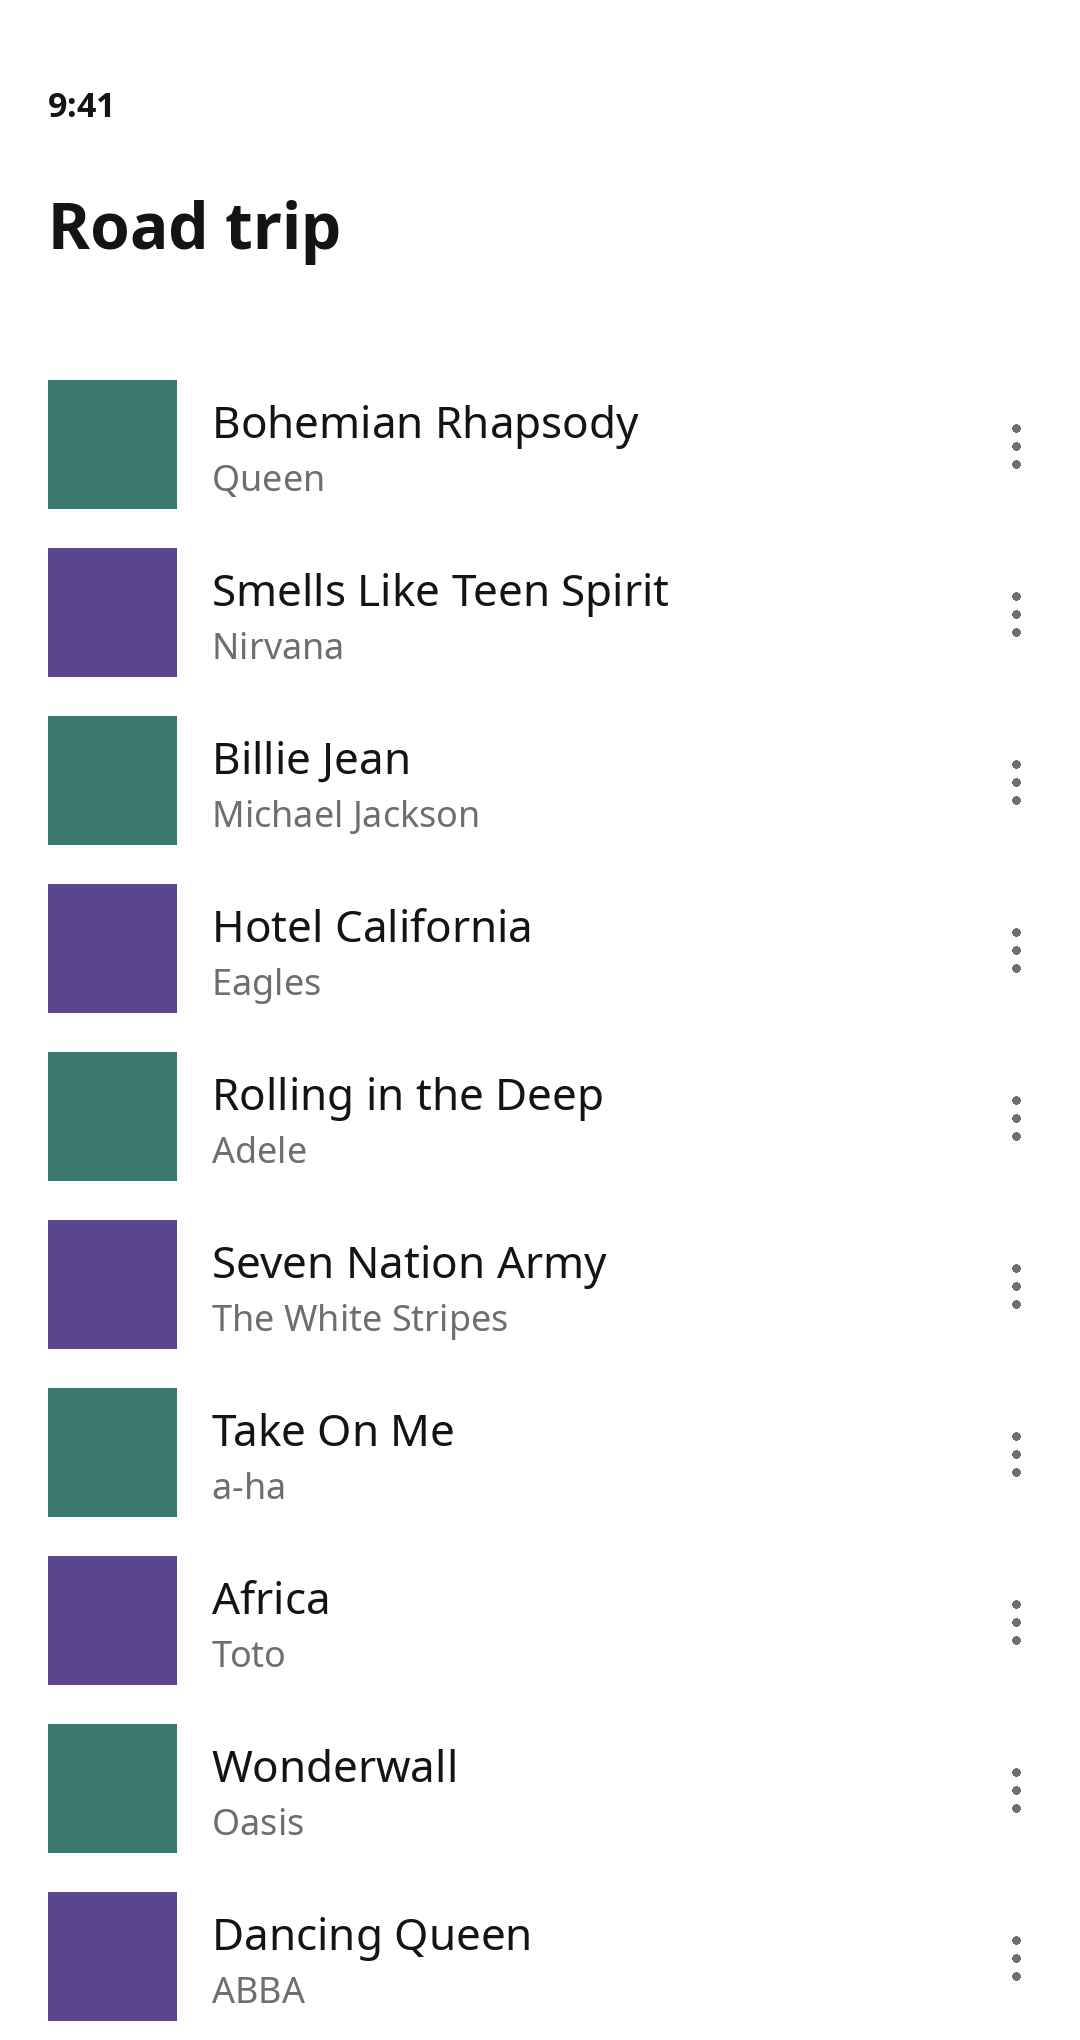 9:41
Road trip
Bohemian Rhapsody
Queen
Smells Like Teen Spirit
Nirvana
Billie Jean
Michael Jackson
Hotel California
Eagles
Rolling in the Deep
Adele
Seven Nation Army
The White Stripes
Take On Me
a-ha
Africa
Toto
Wonderwall
Oasis
Dancing Queen
ABBA